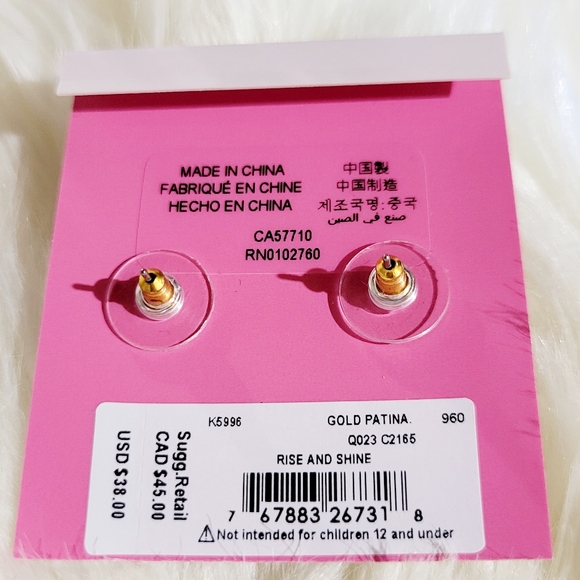 MADE IN CHINA
FABRIQUÉ EN CHINE
HECHO EN CHINA
中国製
中国制造
제조국명:중국
صنع في الصين
CA57710
RN0102760
K5996 GOLD PATINA. 960
Q023 C2165
RISE AND SHINE
7 67883 26731 8
⚠Not intended for children 12 and under
Sugg.Retail
CAD $45.00
USD $38.00